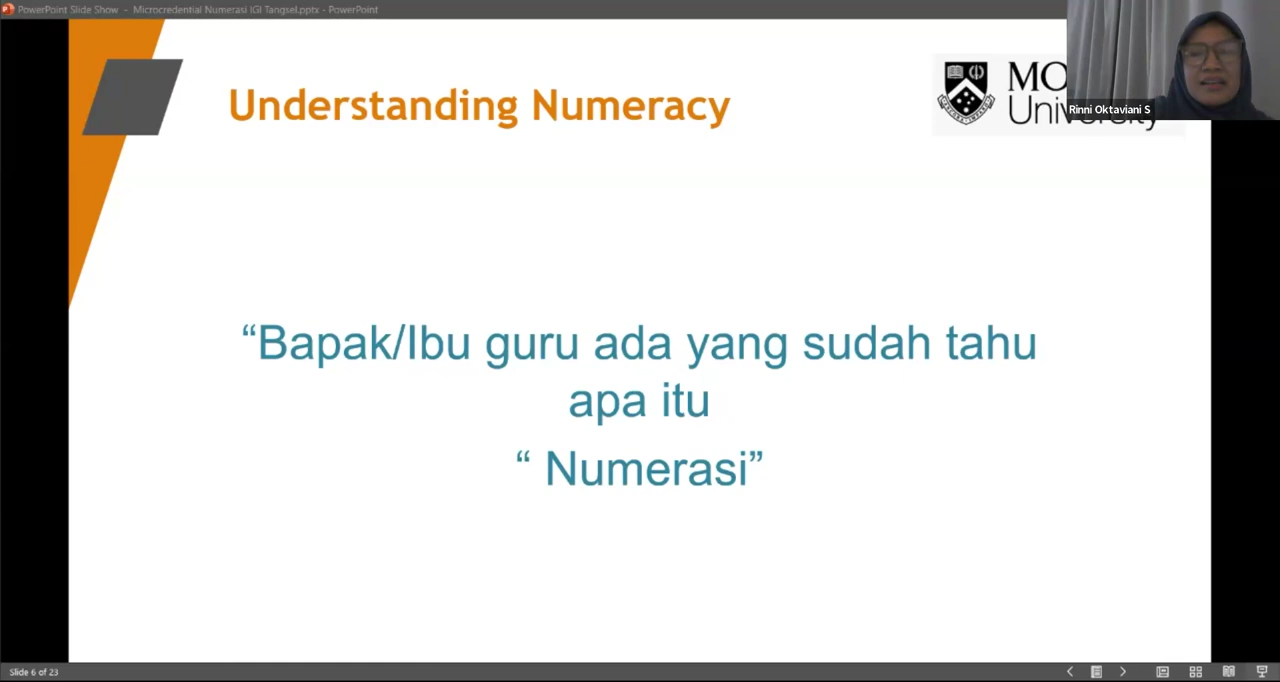 PowerPoint Slide Show - Microcredential Numerasi IGI Tangsel.pptx - PowerPoint
Understanding Numeracy
MO
University
Rinni Oktaviani S
“Bapak/Ibu guru ada yang sudah tahu
apa itu
“ Numerasi”
Slide 6 of 23